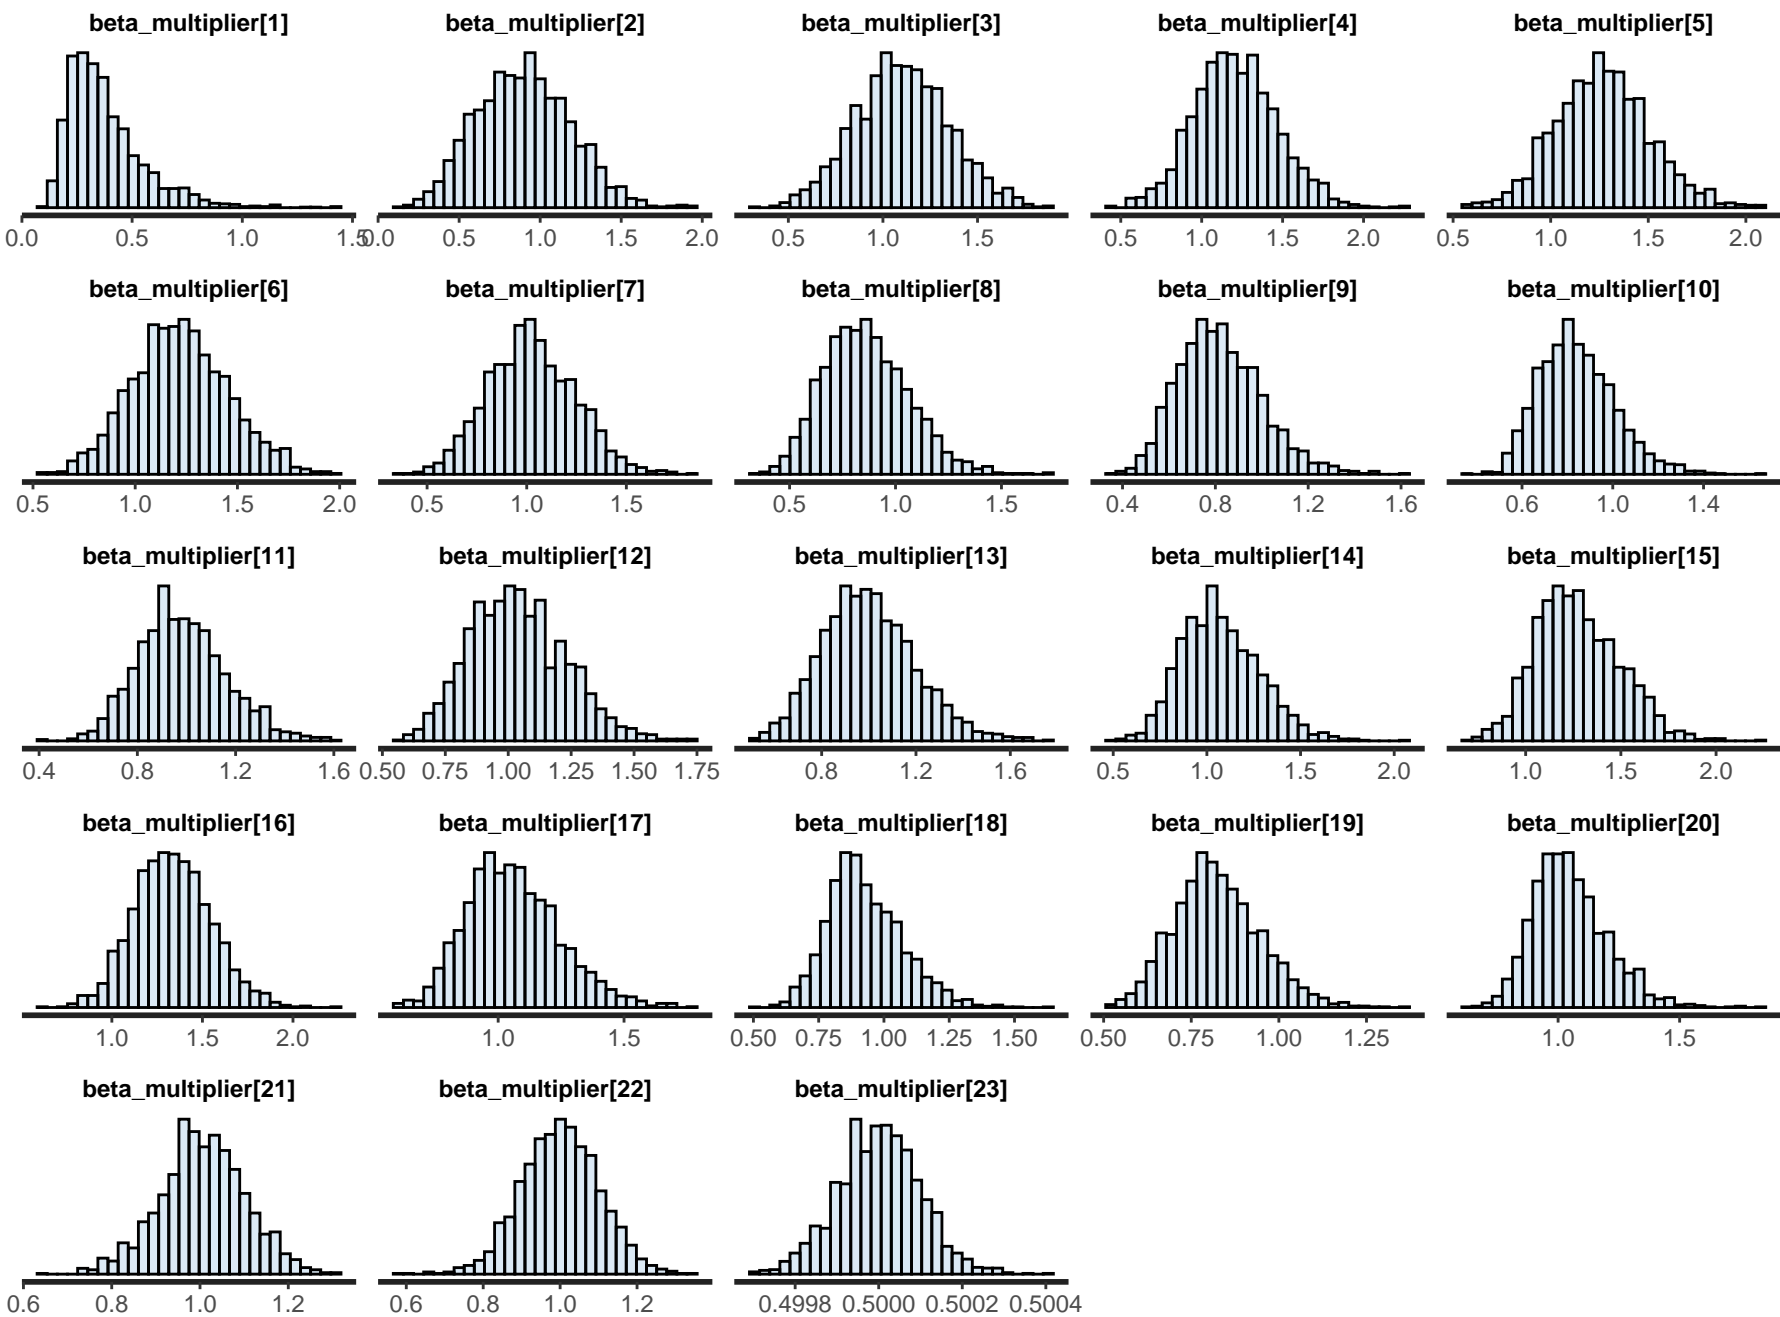 beta_multiplier[1] beta_multiplier[2] beta_multiplier[3] beta_multiplier[4] beta_multiplier[5]
0.0 0.5 1.0 1.5 0.0 0.5 1.0 1.5 2.0 0.5 1.0 1.5 0.5 1.0 1.5 2.0 0.5 1.0 1.5 2.0
beta_multiplier[6] beta_multiplier[7] beta_multiplier[8] beta_multiplier[9] beta_multiplier[10]
0.5 1.0 1.5 2.0 0.5 1.0 1.5 0.5 1.0 1.5 0.4 0.8 1.2 1.6 0.6 1.0 1.4
beta_multiplier[11] beta_multiplier[12] beta_multiplier[13] beta_multiplier[14] beta_multiplier[15]
0.4 0.8 1.2 1.6 0.50 0.75 1.00 1.25 1.50 1.75 0.8 1.2 1.6 0.5 1.0 1.5 2.0 1.0 1.5 2.0
beta_multiplier[16] beta_multiplier[17] beta_multiplier[18] beta_multiplier[19] beta_multiplier[20]
1.0 1.5 2.0 1.0 1.5 0.50 0.75 1.00 1.25 1.50 0.50 0.75 1.00 1.25 1.0 1.5
beta_multiplier[21] beta_multiplier[22] beta_multiplier[23]
0.6 0.8 1.0 1.2 0.6 0.8 1.0 1.2 0.4998 0.5000 0.5002 0.5004